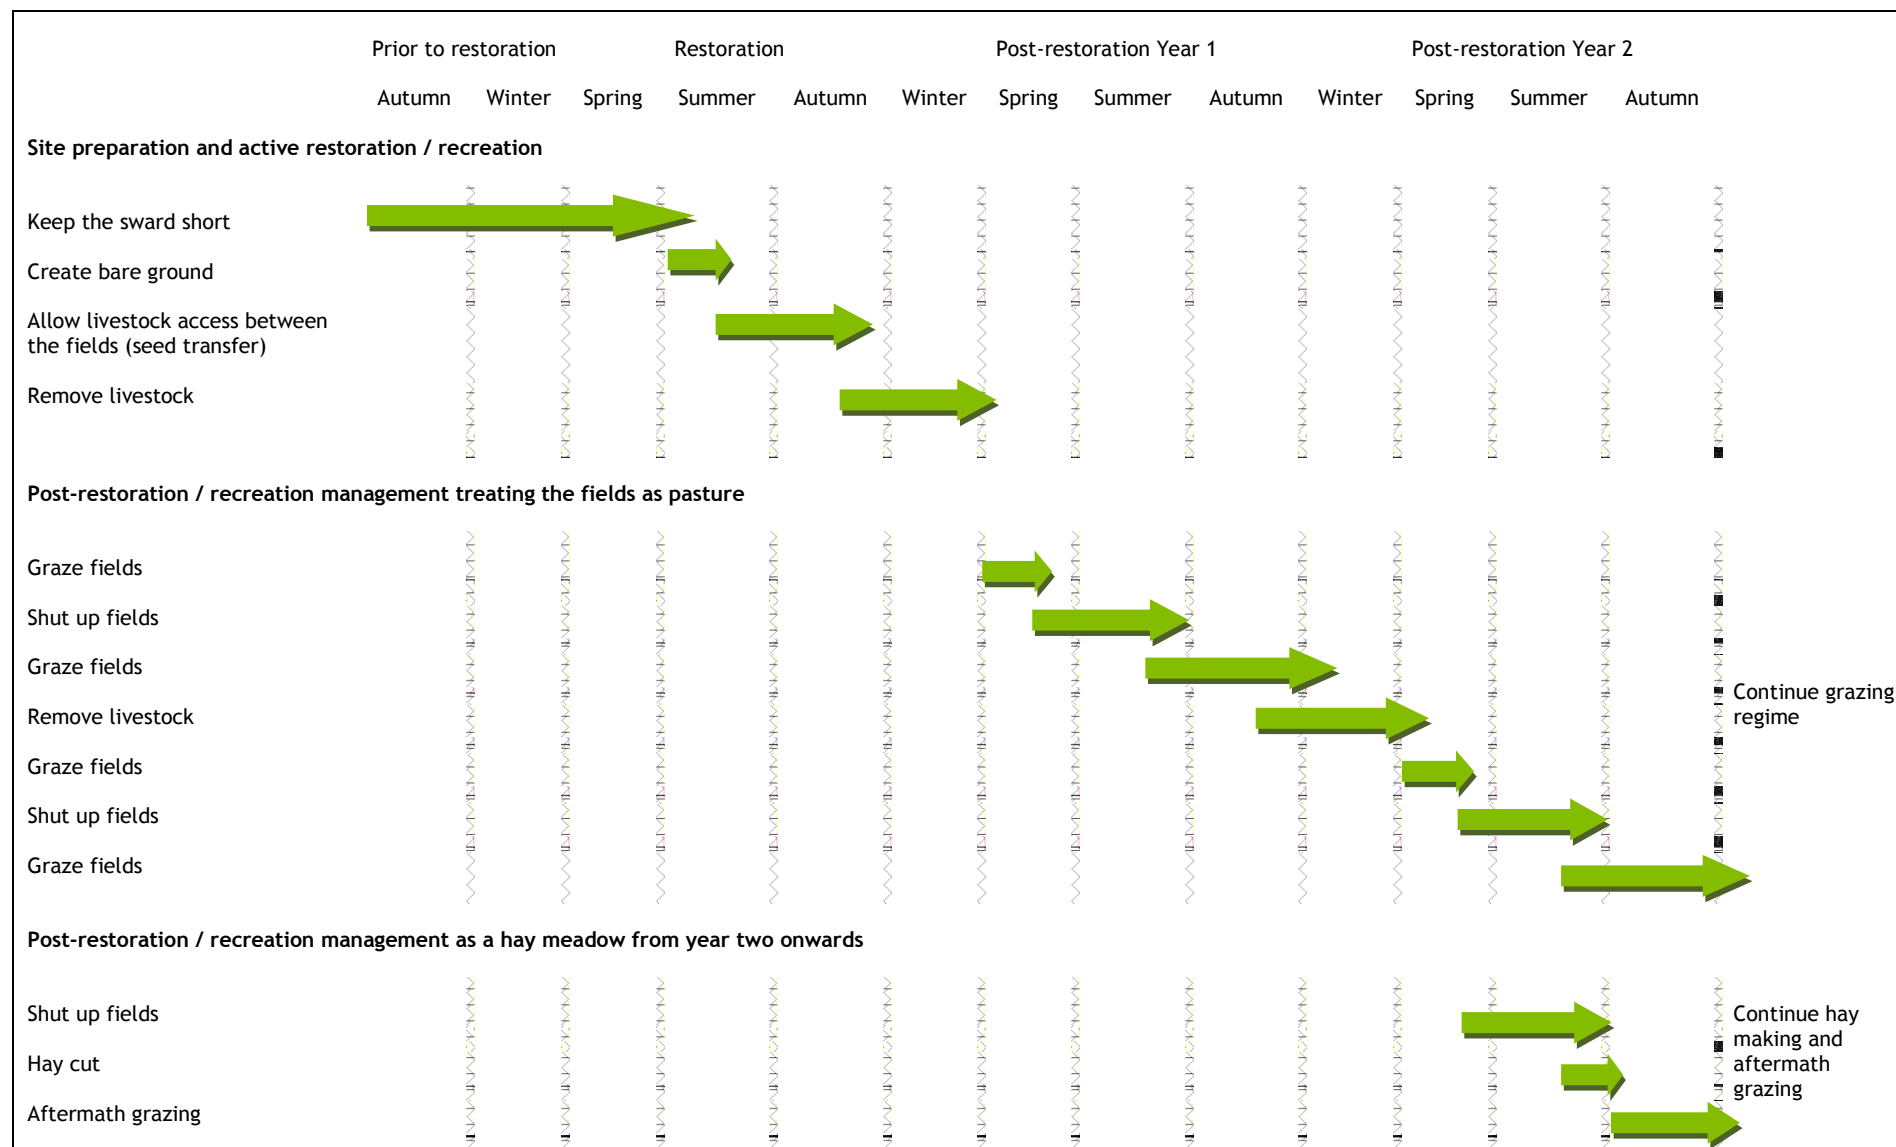 Prior to restoration Restoration Post-restoration Year 1 Post-restoration Year 2
Autumn Winter Spring Summer Autumn Winter Spring Summer Autumn Winter Spring Summer Autumn
Site preparation and active restoration / recreation
Keep the sward short
Create bare ground
Allow livestock access between
the fields (seed transfer)
Remove livestock
Post-restoration / recreation management treating the fields as pasture
Graze fields
Shut up fields
Graze fields
Remove livestock
Graze fields
Shut up fields
Graze fields
Continue grazing
regime
Post-restoration / recreation management as a hay meadow from year two onwards
Shut up fields
Hay cut
Aftermath grazing
Continue hay
making and
aftermath
grazing